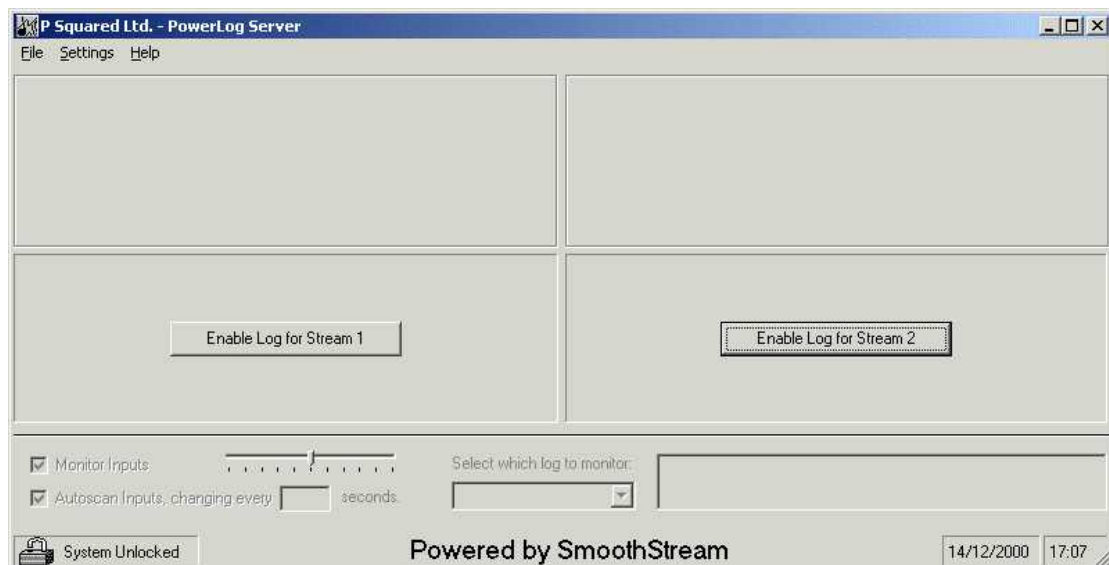 P Squared Ltd. - PowerLog Server
File Settings Help
Enable Log for Stream 1
Enable Log for Stream 2
Monitor Inputs
Select which log to monitor:
Autoscan Inputs, changing every seconds.
System Unlocked
Powered by SmoothStream
14/12/2000 17:07